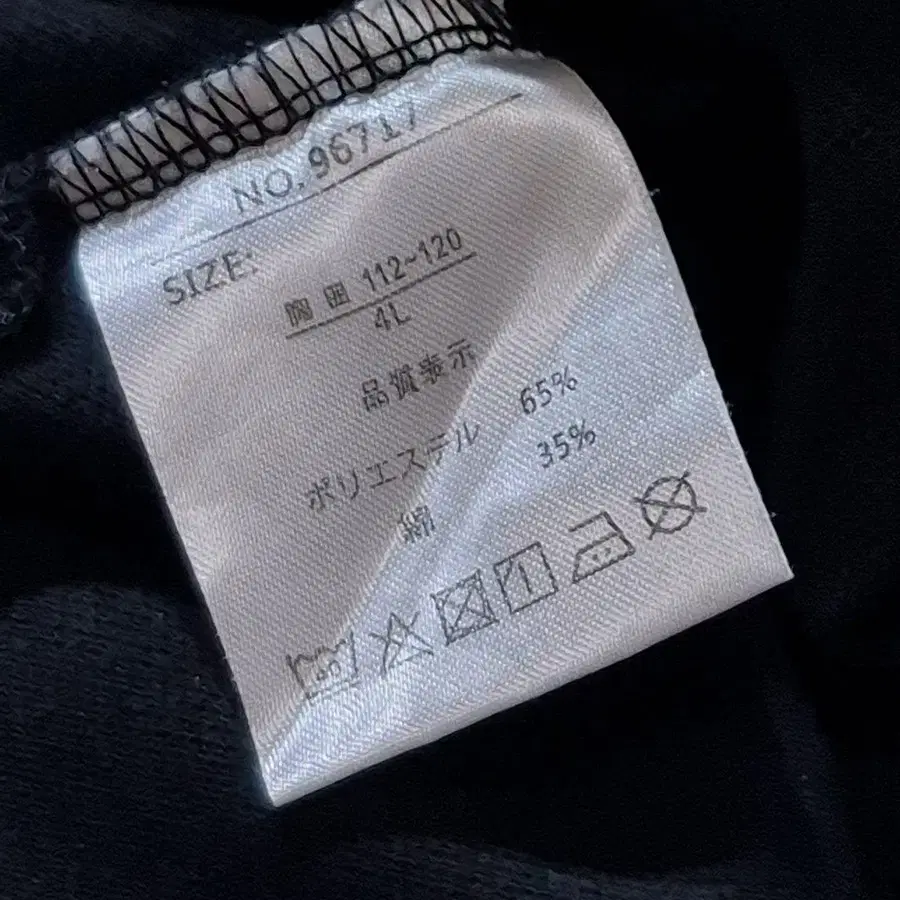 NO.96717
SIZE:
胸囲 112~120
4L
品質表示
ポリエステル 65%
綿 35%